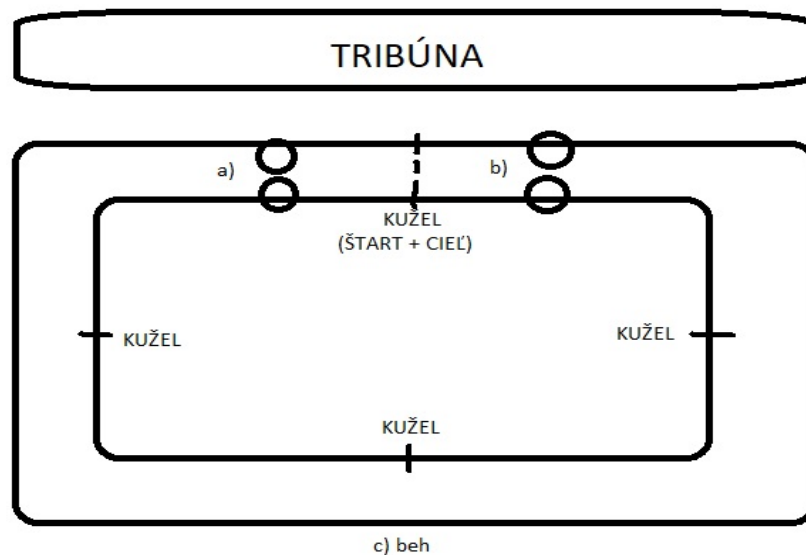 TRIBÚNA
a)
b)
KUŽEL
(ŠTART + CIEĽ)
KUŽEL
KUŽEL
KUŽEL
c) beh